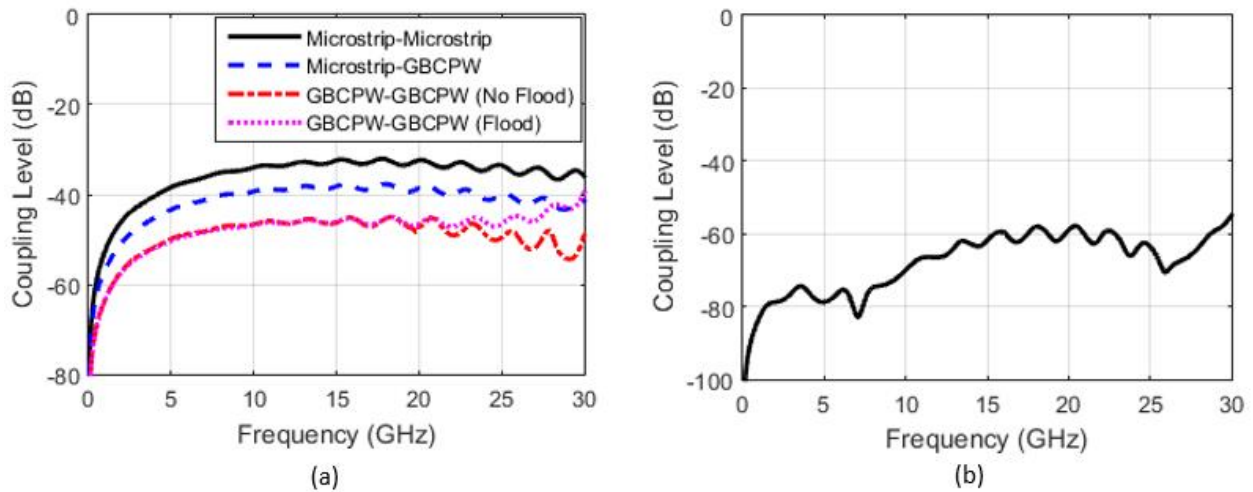 0
-20
-40
-60
-80
Coupling Level (dB)
Microstrip-Microstrip
Microstrip-GBCPW
GBCPW-GBCPW (No Flood)
GBCPW-GBCPW (Flood)
0 5 10 15 20 25 30
Frequency (GHz)
(a)
0
-20
-40
-60
-80
-100
Coupling Level (dB)
0 5 10 15 20 25 30
Frequency (GHz)
(b)